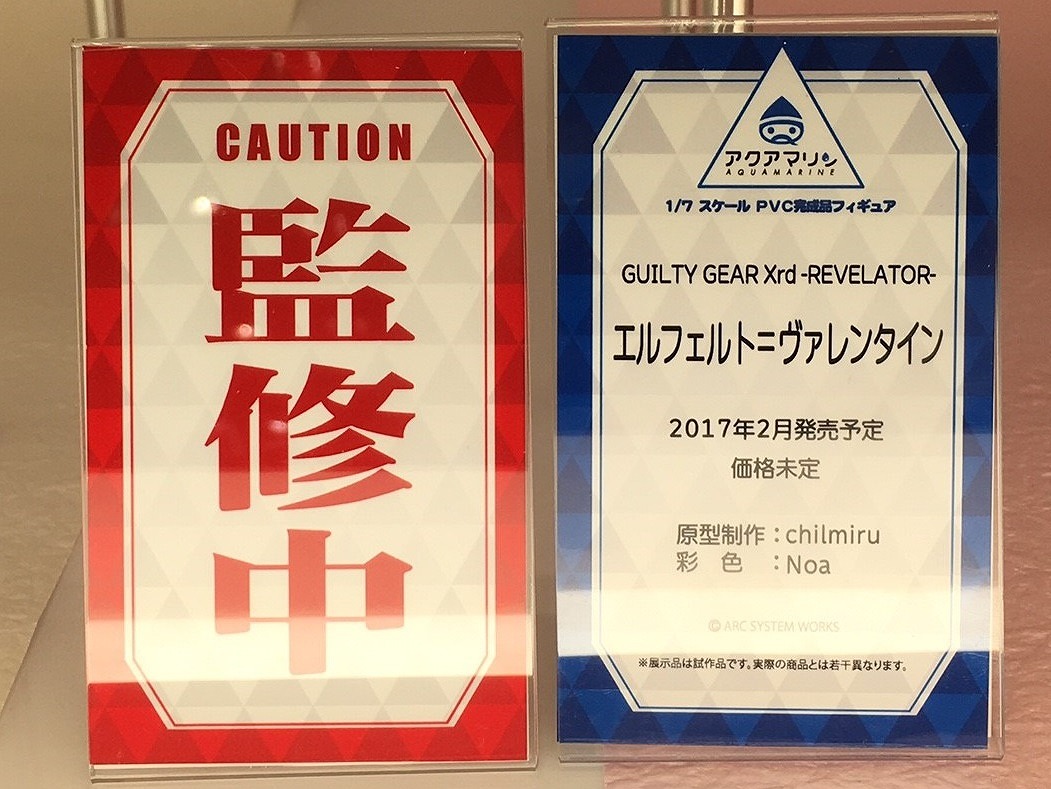 CAUTION
監修中
アクアマリン
AQUAMARINE
1/7 スケール PVC完成品フィギュア
GUILTY GEAR Xrd -REVELATOR-
エルフェルト=ヴァレンタイン
2017年2月発売予定
価格未定
原型制作：chilmiru
彩　色　：Noa
© ARC SYSTEM WORKS
※展示品は試作品です。実際の商品とは若干異なります。